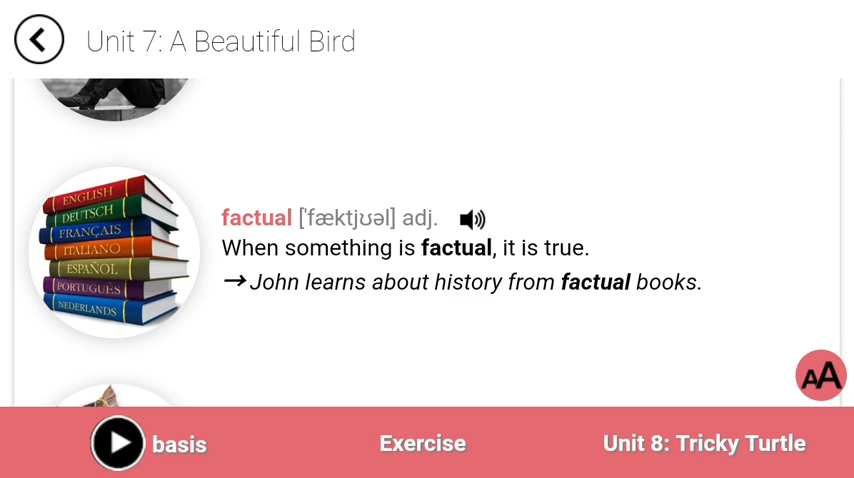 Unit 7: A Beautiful Bird
ENGLISH
DEUTSCH
FRANÇAIS
ITALIANO
ESPAÑOL
PORTUGUÊS
NEDERLANDS
factual ['fæktjʊəl] adj.
When something is factual, it is true.
→ John learns about history from factual books.
AA
basis
Exercise
Unit 8: Tricky Turtle